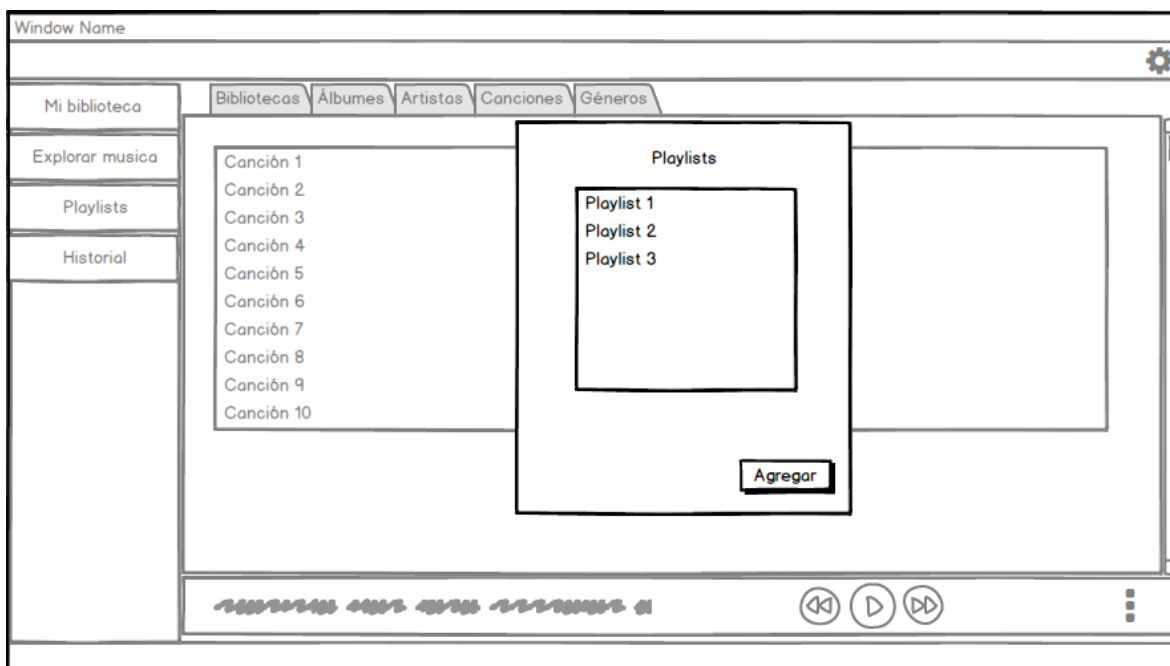 Window Name
Mi biblioteca
Explorar musica
Playlists
Historial
Bibliotecas Álbumes Artistas Canciones Géneros
Canción 1
Canción 2
Canción 3
Canción 4
Canción 5
Canción 6
Canción 7
Canción 8
Canción 9
Canción 10
Playlists
Playlist 1
Playlist 2
Playlist 3
Agregar